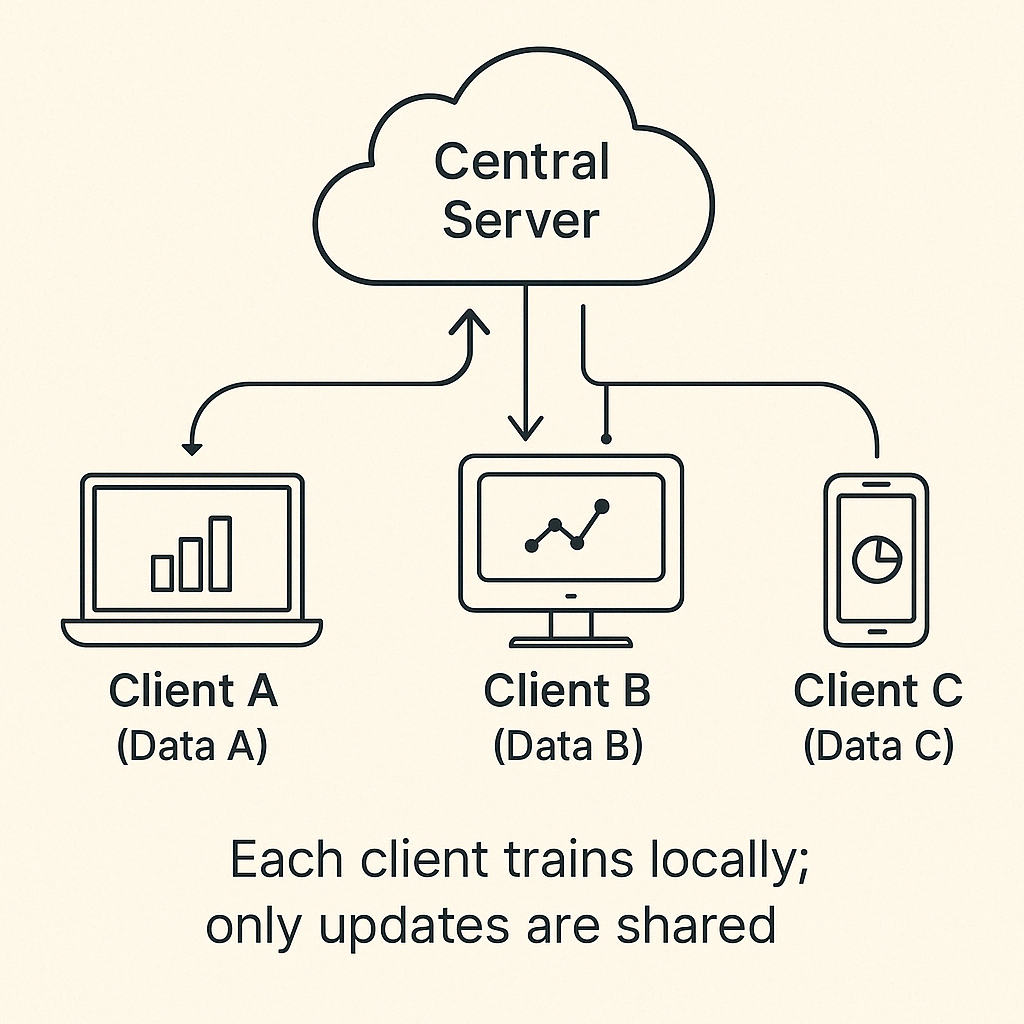 Central
Server
Client A
(Data A)
Client B
(Data B)
Client C
(Data C)
Each client trains locally;
only updates are shared